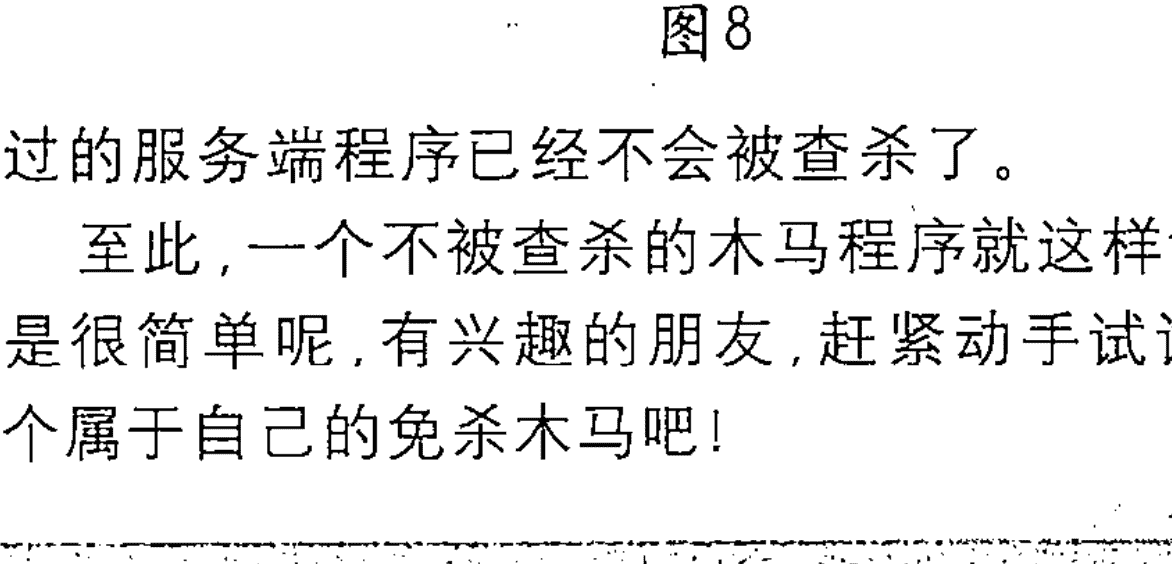 图8
过的服务端程序已经不会被查杀了。
至此,一个不被查杀的木马程序就这样
是很简单呢,有兴趣的朋友,赶紧动手试
个属于自己的免杀木马吧!